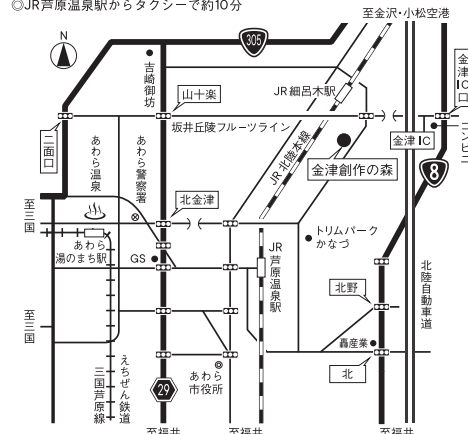 ◎JR芦原温泉駅からタクシーで約10分
至金沢・小松空港
N
305
吉崎御坊
山十楽
JR細呂木駅
金津IC口
二面口
坂井丘陵フルーツライン
金津IC
コンビニ
あわら温泉
あわら警察署
JR北陸本線
金津創作の森
8
至三国
北金津
トリムパークかなづ
あわら
湯のまち駅
GS
JR芦原温泉駅
北陸自動車道
北野
至三国
轟産業
えちぜん鉄道
三国芦原線
29
あわら
市役所
北
至福井
至福井
至福井